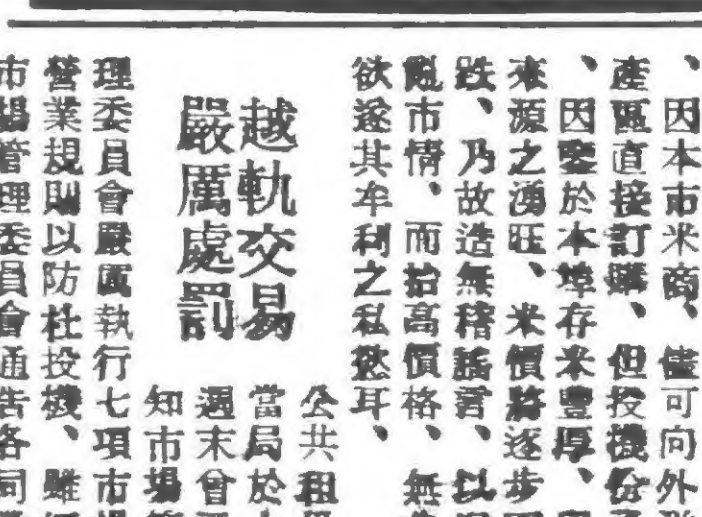 、因本市米商、儘可向外
產區直接訂購、但投機份
、因鑒於本埠存米豐厚、
來源之湧旺、米價將逐步
跌、乃故造無稽謠言、以
亂市情、而抬高價格、無
欲遂其牟利之私慾耳、
越軌交易
嚴厲處罰
公共租
當局於
週末曾
知市場
理委員會嚴厲執行七項市
營業規則以防杜投機、雖
市場管理委員會通告各同